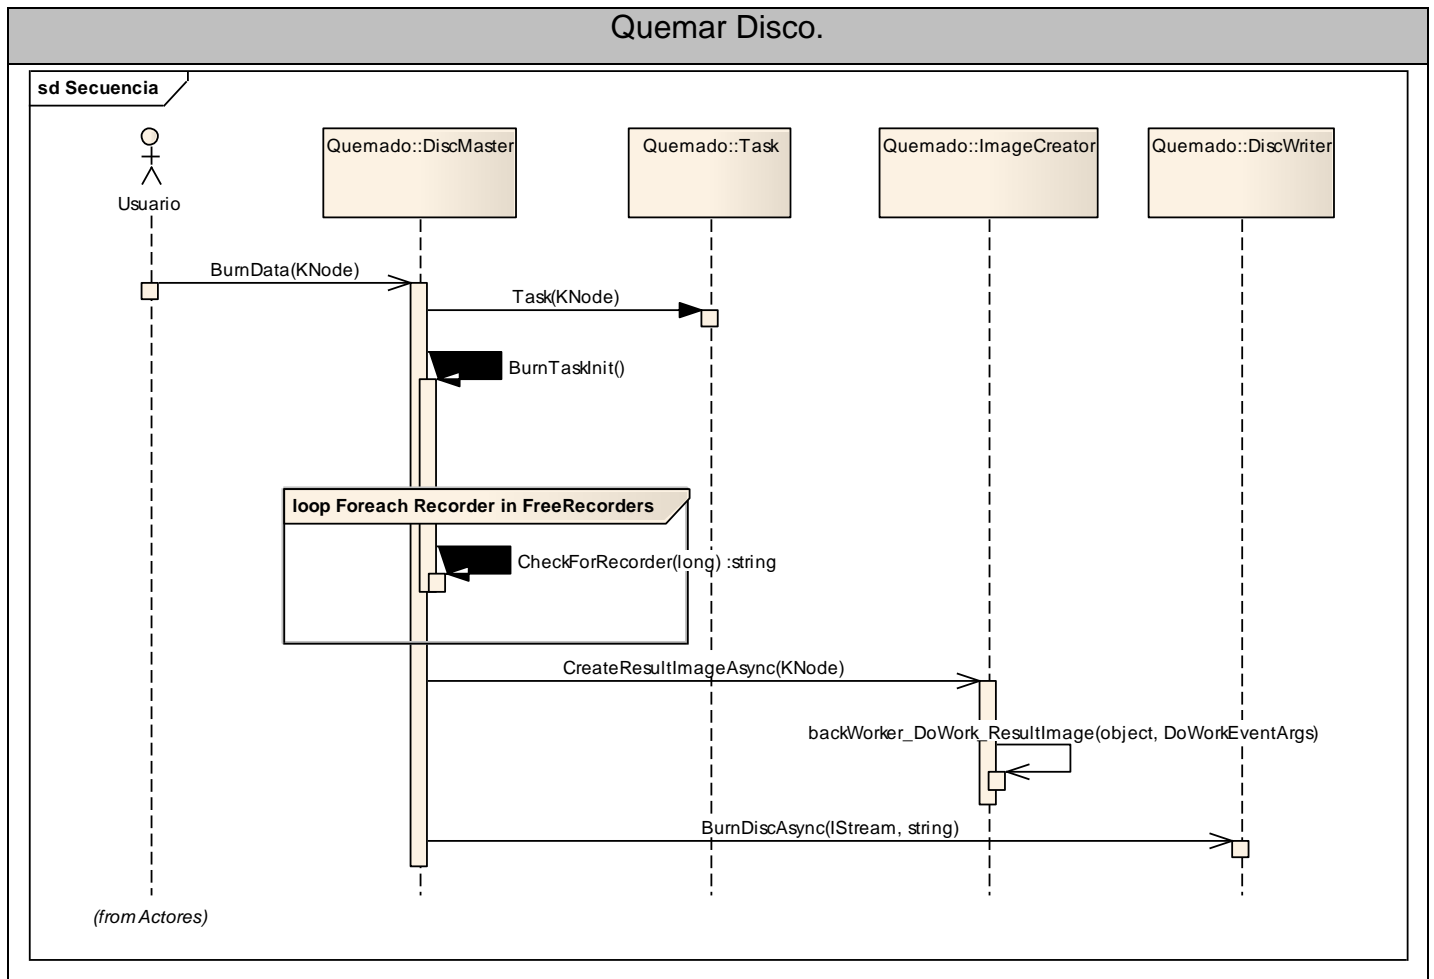 Quemar Disco.
sd Secuencia
Usuario
Quemado::DiscMaster
Quemado::Task
Quemado::ImageCreator
Quemado::DiscWriter
BurnData(KNode)
Task(KNode)
BurnTaskInit()
loop Foreach Recorder in FreeRecorders
CheckForRecorder(long) :string
CreateResultImageAsync(KNode)
backWorker_DoWork_ResultImage(object, DoWorkEventArgs)
BurnDiscAsync(IStream, string)
(from Actores)